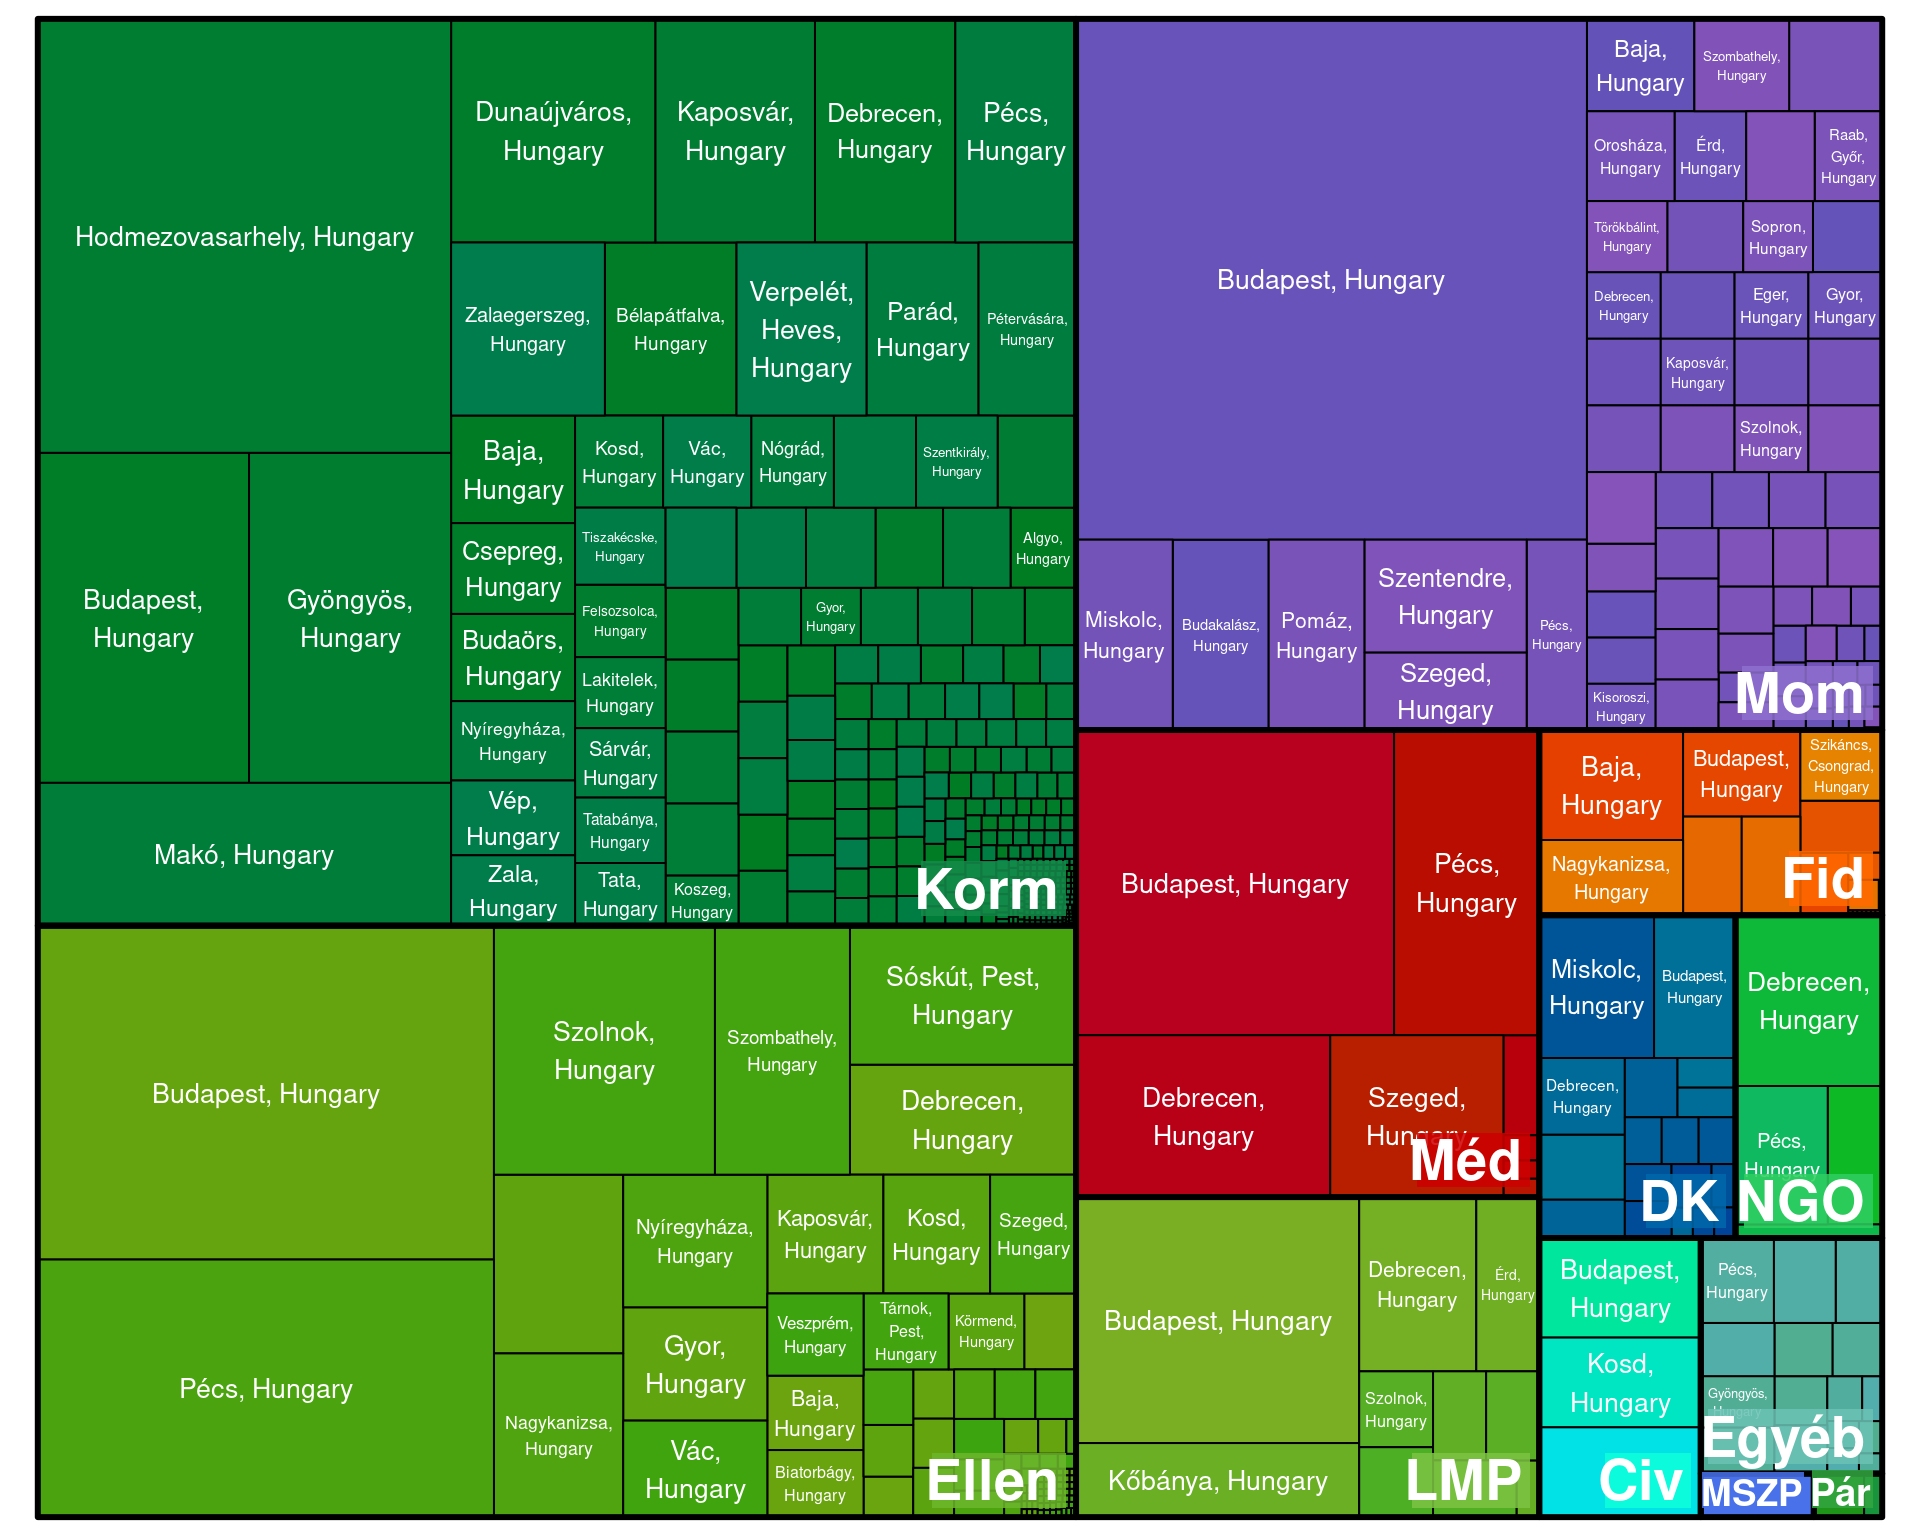 Hodmezovasarhely, Hungary
Budapest,
Hungary
Gyöngyös,
Hungary
Makó, Hungary
Dunaújváros,
Hungary
Kaposvár,
Hungary
Debrecen,
Hungary
Pécs,
Hungary
Zalaegerszeg,
Hungary
Bélapátfalva,
Hungary
Verpelét,
Heves,
Hungary
Parád,
Hungary
Pétervására,
Hungary
Baja,
Hungary
Csepreg,
Hungary
Budaörs,
Hungary
Nyíregyháza,
Hungary
Vép,
Hungary
Zala,
Hungary
Kosd,
Hungary
Vác,
Hungary
Nógrád,
Hungary
Szentkirály,
Hungary
Tiszakécske,
Hungary
Algyo,
Hungary
Felsozsolca,
Hungary
Gyor,
Hungary
Lakitelek,
Hungary
Sárvár,
Hungary
Tatabánya,
Hungary
Tata,
Hungary
Koszeg,
Hungary
Korm
Budapest, Hungary
Pécs, Hungary
Szolnok,
Hungary
Szombathely,
Hungary
Sóskút, Pest,
Hungary
Debrecen,
Hungary
Nagykanizsa,
Hungary
Nyíregyháza,
Hungary
Gyor,
Hungary
Vác,
Hungary
Kaposvár,
Hungary
Kosd,
Hungary
Szeged,
Hungary
Veszprém,
Hungary
Tárnok,
Pest,
Hungary
Körmend,
Hungary
Baja,
Hungary
Biatorbágy,
Hungary
Ellen
Budapest, Hungary
Miskolc,
Hungary
Budakalász,
Hungary
Pomáz,
Hungary
Szentendre,
Hungary
Szeged,
Hungary
Pécs,
Hungary
Baja,
Hungary
Szombathely,
Hungary
Orosháza,
Hungary
Érd,
Hungary
Raab,
Győr,
Hungary
Törökbálint,
Hungary
Sopron,
Hungary
Debrecen,
Hungary
Eger,
Hungary
Gyor,
Hungary
Kaposvár,
Hungary
Szolnok,
Hungary
Kisoroszi,
Hungary
Mom
Budapest, Hungary
Pécs,
Hungary
Debrecen,
Hungary
Szeged,
Hungary
Méd
Budapest, Hungary
Kőbánya, Hungary
Debrecen,
Hungary
Érd,
Hungary
Szolnok,
Hungary
LMP
Baja,
Hungary
Nagykanizsa,
Hungary
Budapest,
Hungary
Szikáncs,
Csongrad,
Hungary
Fid
Miskolc,
Hungary
Budapest,
Hungary
Debrecen,
Hungary
DK
Debrecen,
Hungary
Pécs,
Hungary
NGO
Budapest,
Hungary
Kosd,
Hungary
Civ
Pécs,
Hungary
Gyöngyös,
Hungary
Egyéb
MSZP
Pár